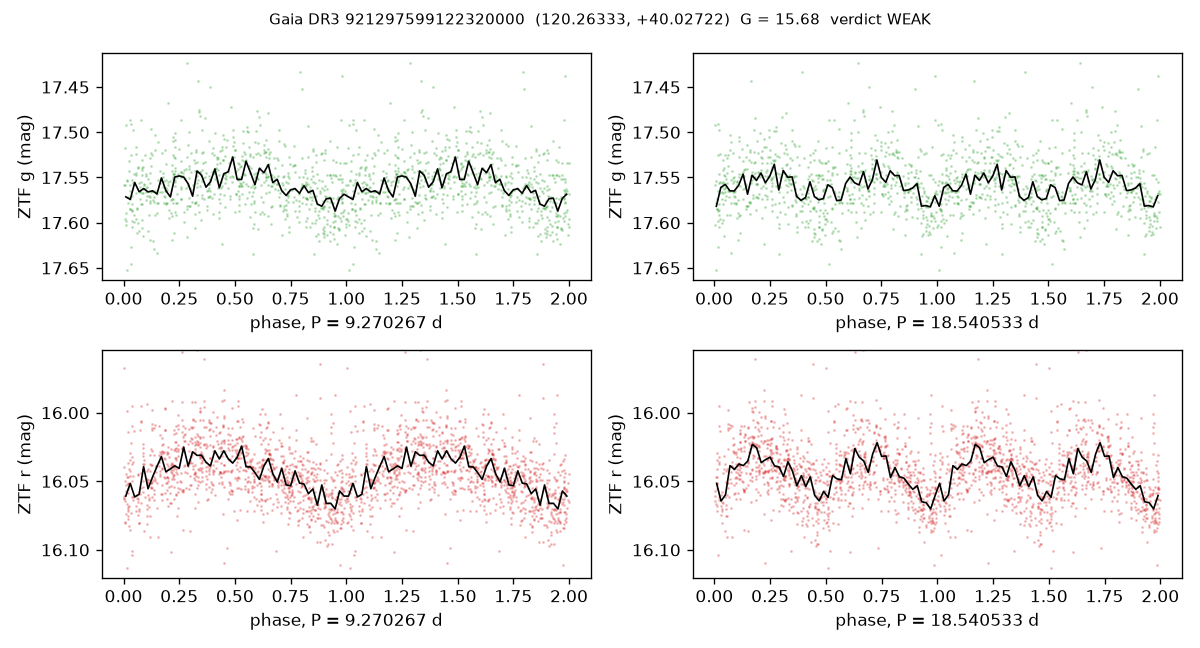 Gaia DR3 921297599122320000  (120.26333, +40.02722)  G = 15.68  verdict WEAK
ZTF g (mag)
17.45
17.50
17.55
17.60
17.65
0.00 0.25 0.50 0.75 1.00 1.25 1.50 1.75 2.00
phase, P = 9.270267 d
ZTF g (mag)
17.45
17.50
17.55
17.60
17.65
0.00 0.25 0.50 0.75 1.00 1.25 1.50 1.75 2.00
phase, P = 18.540533 d
ZTF r (mag)
16.00
16.05
16.10
0.00 0.25 0.50 0.75 1.00 1.25 1.50 1.75 2.00
phase, P = 9.270267 d
ZTF r (mag)
16.00
16.05
16.10
0.00 0.25 0.50 0.75 1.00 1.25 1.50 1.75 2.00
phase, P = 18.540533 d